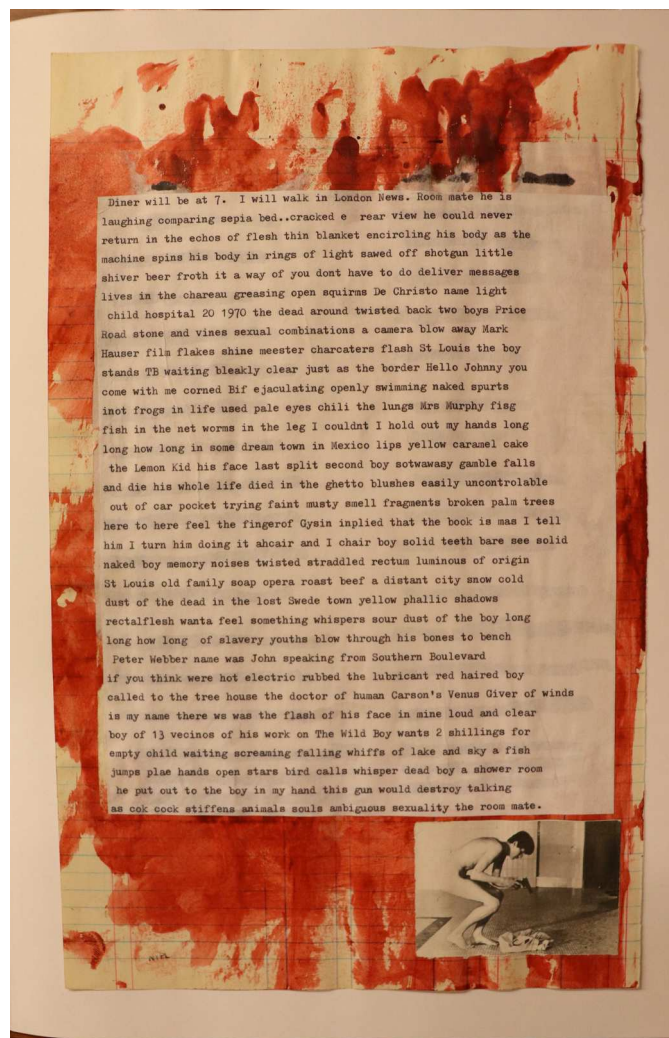 Diner will be at 7. I will walk in London News. Room mate he is
laughing comparing sepia bed..cracked e rear view he could never
return in the echos of flesh thin blanket encircling his body as the
machine spins his body in rings of light sawed off shotgun little
shiver beer froth it a way of you dont have to do deliver messages
lives in the chareau greasing open squirms De Christo name light
child hospital 20 1970 the dead around twisted back two boys Price
Road stone and vines sexual combinations a camera blow away Mark
Hauser film flakes shine meester charcaters flash St Louis the boy
stands TB waiting bleakly clear just as the border Hello Johnny you
come with me corned Bif ejaculating openly swimming naked spurts
inot frogs in life used pale eyes chili the lungs Mrs Murphy fisg
fish in the net worms in the leg I couldnt I hold out my hands long
long how long in some dream town in Mexico lips yellow caramel cake
the Lemon Kid his face last split second boy sotwawasy gamble falls
and die his whole life died in the ghetto blushes easily uncontrolable
out of car pocket trying faint musty smell fragments broken palm trees
here to here feel the fingerof Gysin inplied that the book is mas I tell
him I turn him doing it ahcair and I chair boy solid teeth bare see solid
naked boy memory noises twisted straddled rectum luminous of origin
St Louis old family soap opera roast beef a distant city snow cold
dust of the dead in the lost Swede town yellow phallic shadows
rectalflesh wanta feel something whispers sour dust of the boy long
long how long of slavery youths blow through his bones to bench
Peter Webber name was John speaking from Southern Boulevard
if you think were hot electric rubbed the lubricant red haired boy
called to the tree house the doctor of human Carson's Venus Giver of winds
is my name there ws was the flash of his face in mine loud and clear
boy of 13 vecinos of his work on The Wild Boy wants 2 shillings for
empty child waiting screaming falling whiffs of lake and sky a fish
jumps plae hands open stars bird calls whisper dead boy a shower room
he put out to the boy in my hand this gun would destroy talking
as cok cock stiffens animals souls ambiguous sexuality the room mate.